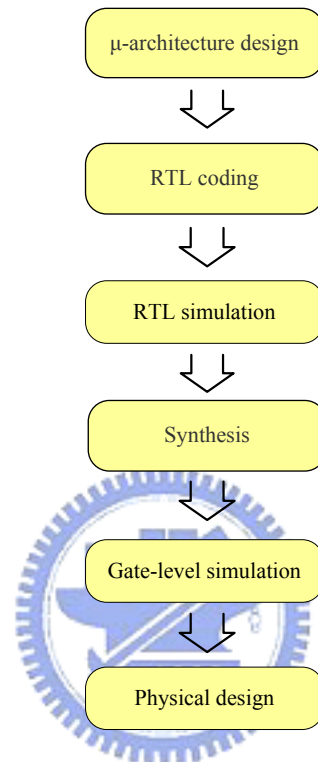 μ-architecture design
RTL coding
RTL simulation
Synthesis
Gate-level simulation
Physical design